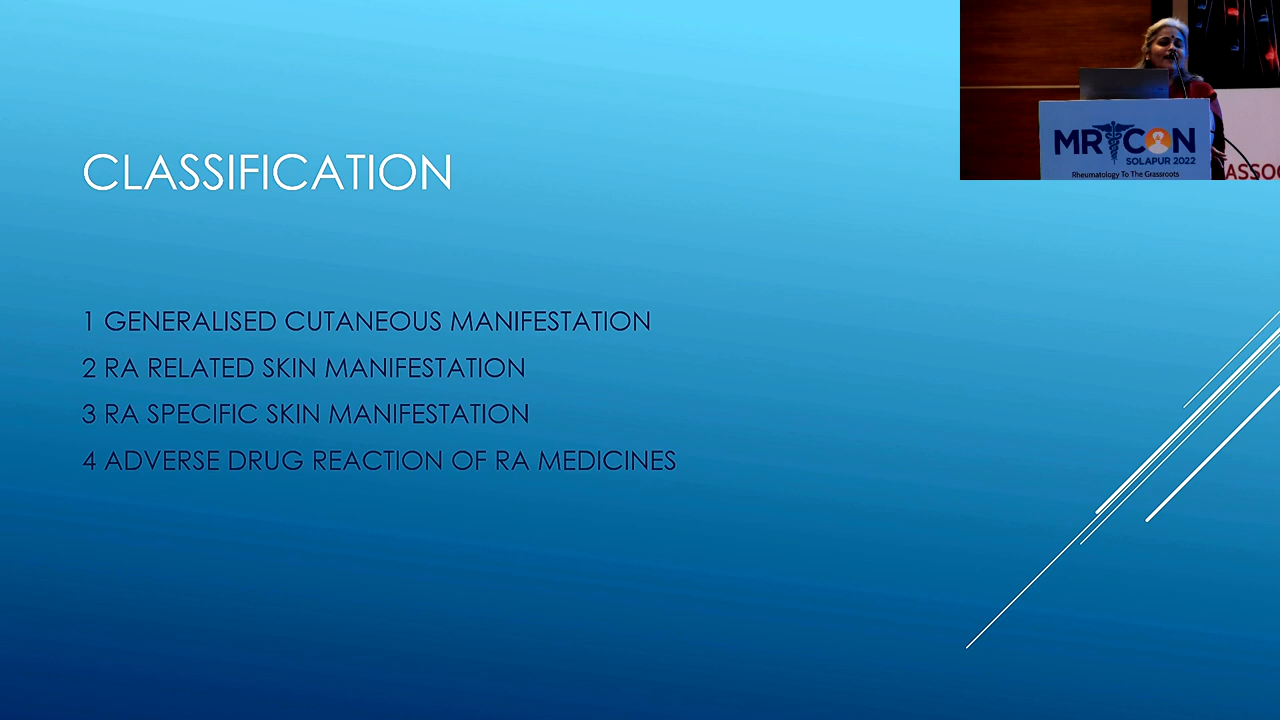 CLASSIFICATION
1 GENERALISED CUTANEOUS MANIFESTATION
2 RA RELATED SKIN MANIFESTATION
3 RA SPECIFIC SKIN MANIFESTATION
4 ADVERSE DRUG REACTION OF RA MEDICINES
MR CON
SOLAPUR 2022
Rheumatology To The Grassroots
ASSOC